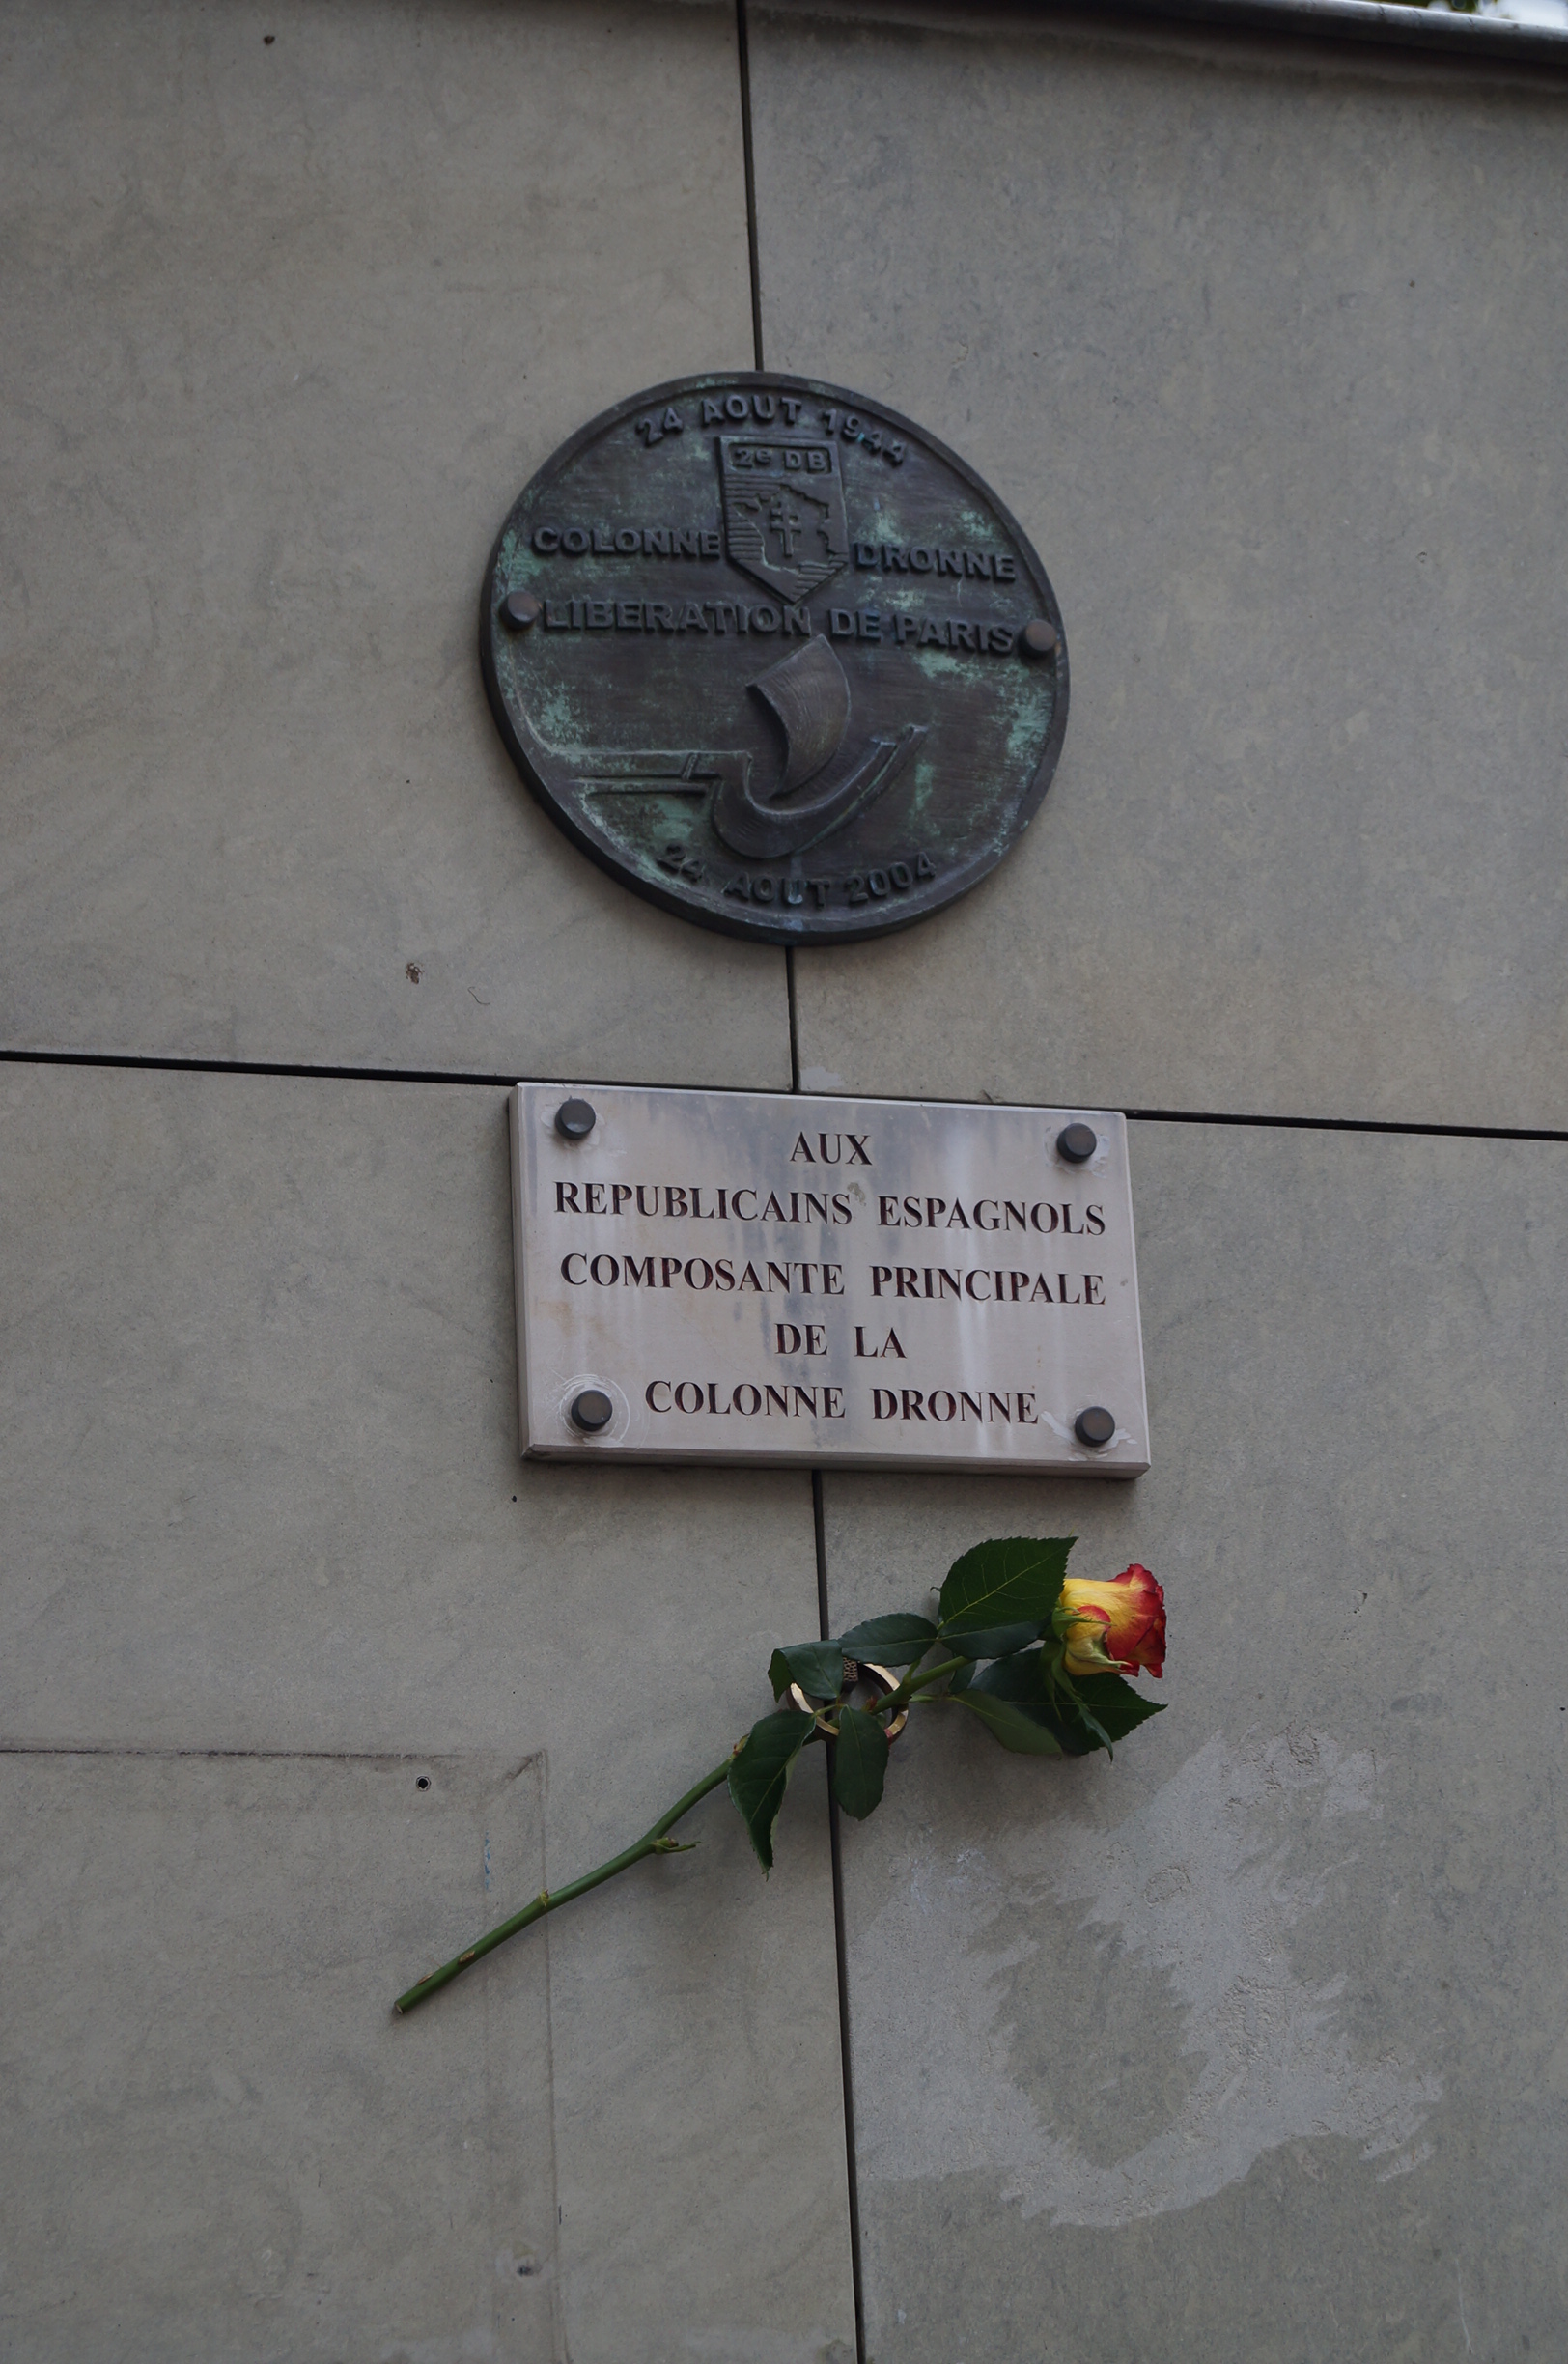 24 AOUT 1944
2e DB
COLONNE DRONNE
LIBERATION DE PARIS
24 AOUT 2004
AUX
REPUBLICAINS ESPAGNOLS
COMPOSANTE PRINCIPALE
DE LA
COLONNE DRONNE